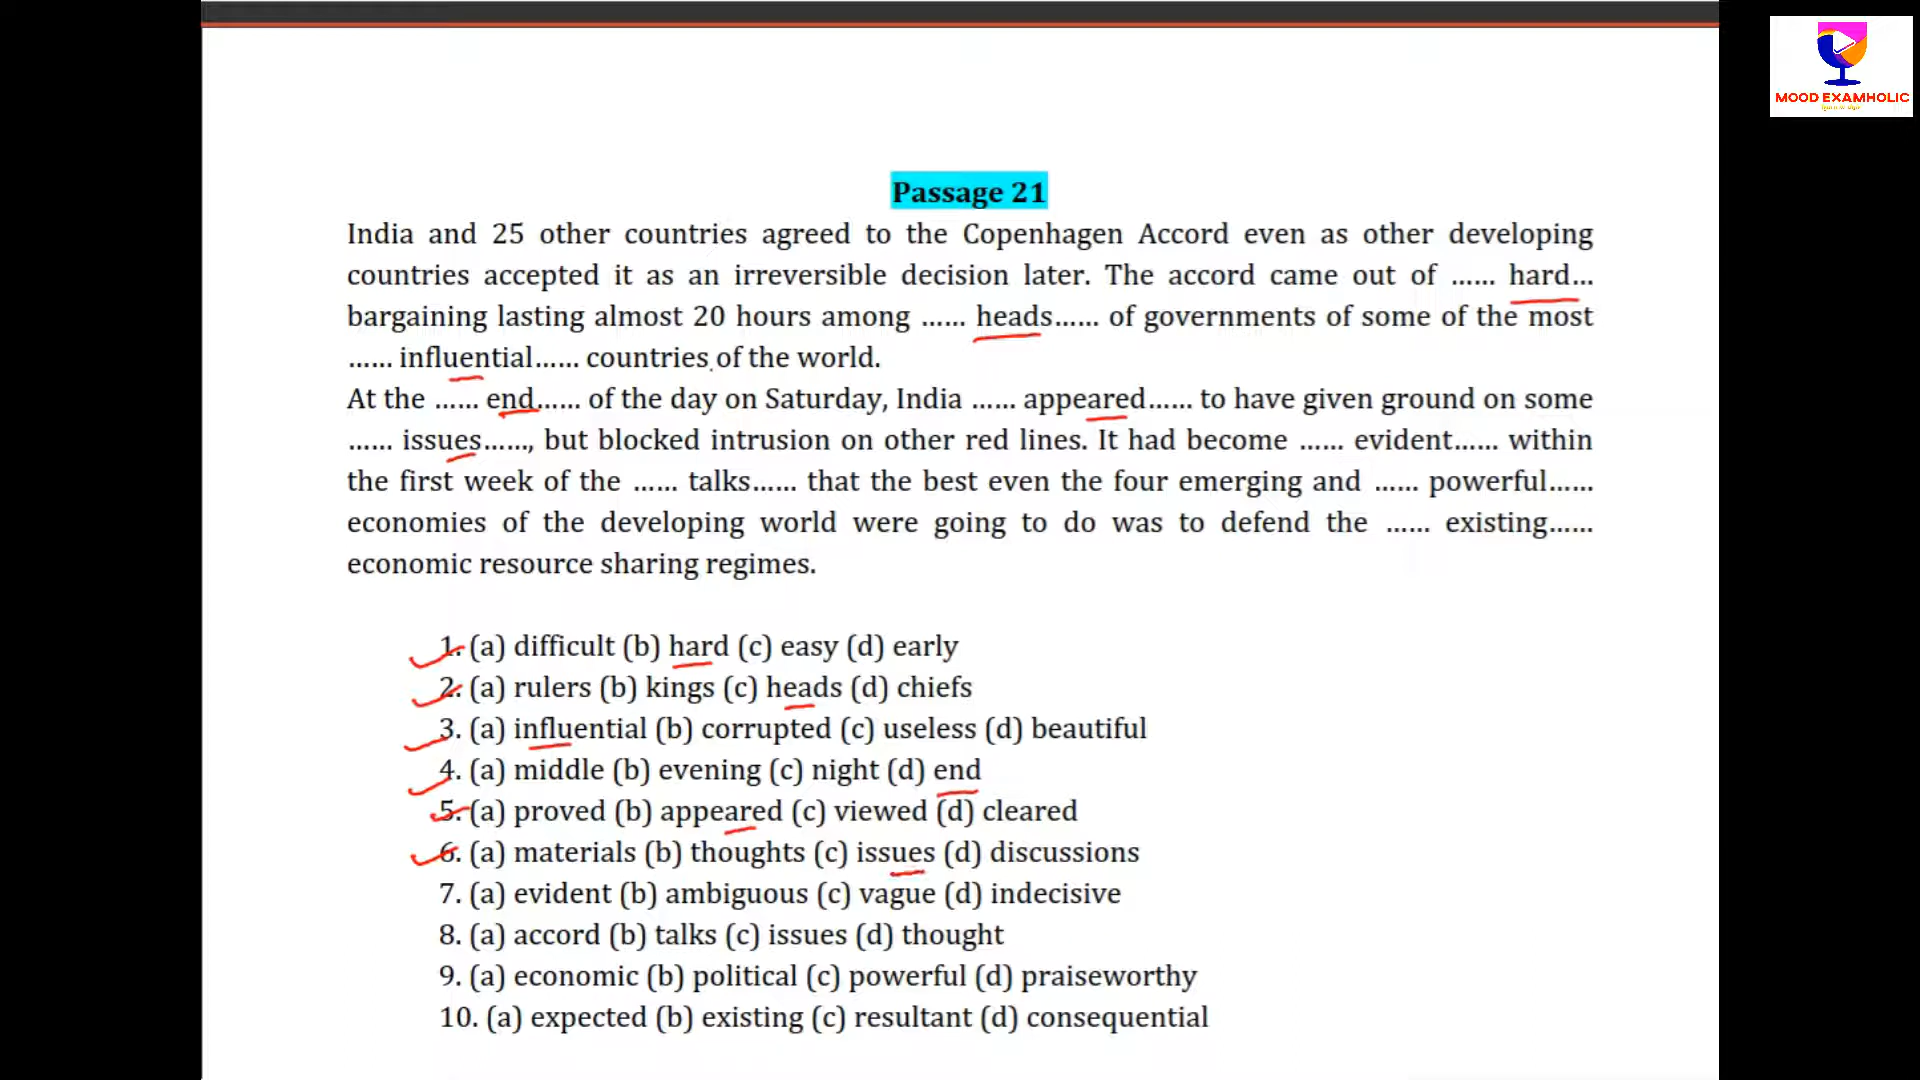 MOOD EXAMHOLIC
Passage 21
India and 25 other countries agreed to the Copenhagen Accord even as other developing
countries accepted it as an irreversible decision later. The accord came out of ...... hard...
bargaining lasting almost 20 hours among ...... heads...... of governments of some of the most
...... influential...... countries of the world.
At the ...... end...... of the day on Saturday, India ...... appeared...... to have given ground on some
...... issues......, but blocked intrusion on other red lines. It had become ...... evident...... within
the first week of the ...... talks...... that the best even the four emerging and ...... powerful......
economies of the developing world were going to do was to defend the ...... existing......
economic resource sharing regimes.
1. (a) difficult (b) hard (c) easy (d) early
2. (a) rulers (b) kings (c) heads (d) chiefs
3. (a) influential (b) corrupted (c) useless (d) beautiful
4. (a) middle (b) evening (c) night (d) end
5. (a) proved (b) appeared (c) viewed (d) cleared
6. (a) materials (b) thoughts (c) issues (d) discussions
7. (a) evident (b) ambiguous (c) vague (d) indecisive
8. (a) accord (b) talks (c) issues (d) thought
9. (a) economic (b) political (c) powerful (d) praiseworthy
10. (a) expected (b) existing (c) resultant (d) consequential